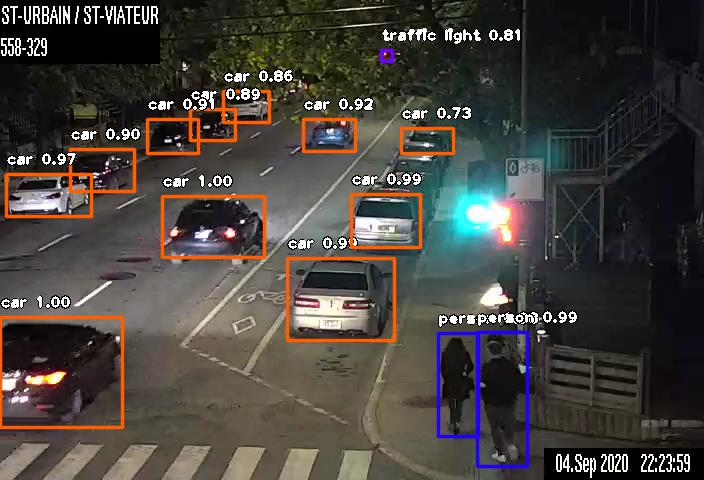 ST-URBAIN / ST-VIATEUR
558-329
traffic light 0.81
car 0.86
car 0.89
car 0.91
car 0.92
car 0.73
car 0.90
car 0.97
car 1.00
car 0.99
car 0.99
car 1.00
person 0.99
04.Sep 2020 22:23:59